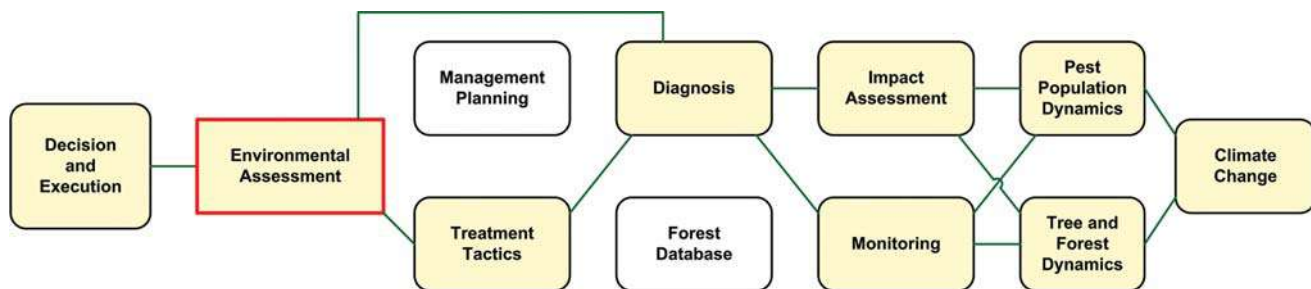 Decision
and
Execution
Environmental
Assessment
Management
Planning
Treatment
Tactics
Diagnosis
Forest
Database
Impact
Assessment
Monitoring
Pest
Population
Dynamics
Tree and
Forest
Dynamics
Climate
Change